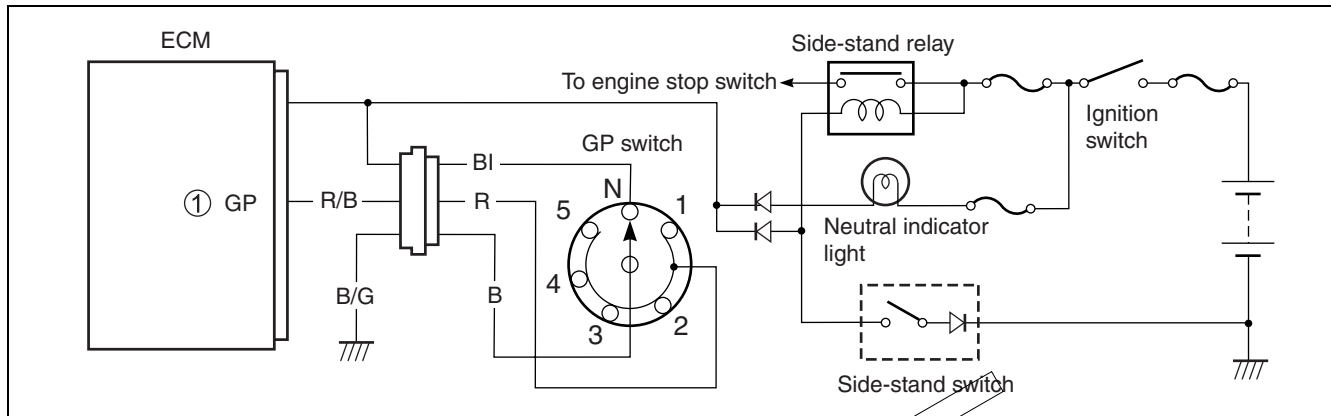 ECM
Side-stand relay
To engine stop switch
Ignition
switch
GP switch
Bl
N
1
① GP
R/B
R
5
Neutral indicator
light
4
B/G
B
3
2
Side-stand switch